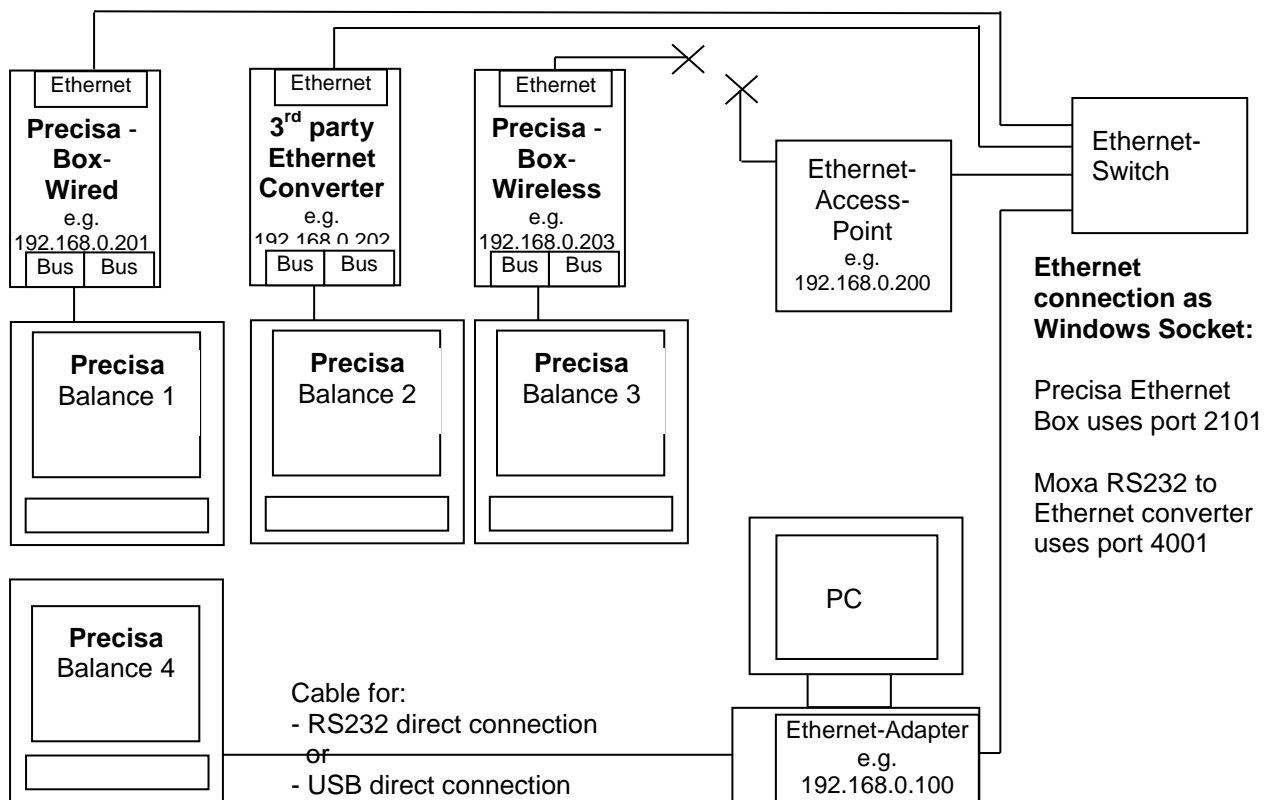 Ethernet
Precisa -
Box-
Wired
e.g.
192.168.0.201
Bus Bus
Precisa
Balance 1
Ethernet
3rd party
Ethernet
Converter
e.g.
192.168.0.202
Bus Bus
Precisa
Balance 2
Ethernet
Precisa -
Box-
Wireless
e.g.
192.168.0.203
Bus Bus
Precisa
Balance 3
Ethernet-
Access-
Point
e.g.
192.168.0.200
Ethernet-
Switch
Ethernet
connection as
Windows Socket:
Precisa Ethernet
Box uses port 2101
Moxa RS232 to
Ethernet converter
uses port 4001
Precisa
Balance 4
Cable for:
- RS232 direct connection
or
- USB direct connection
PC
Ethernet-Adapter
e.g.
192.168.0.100